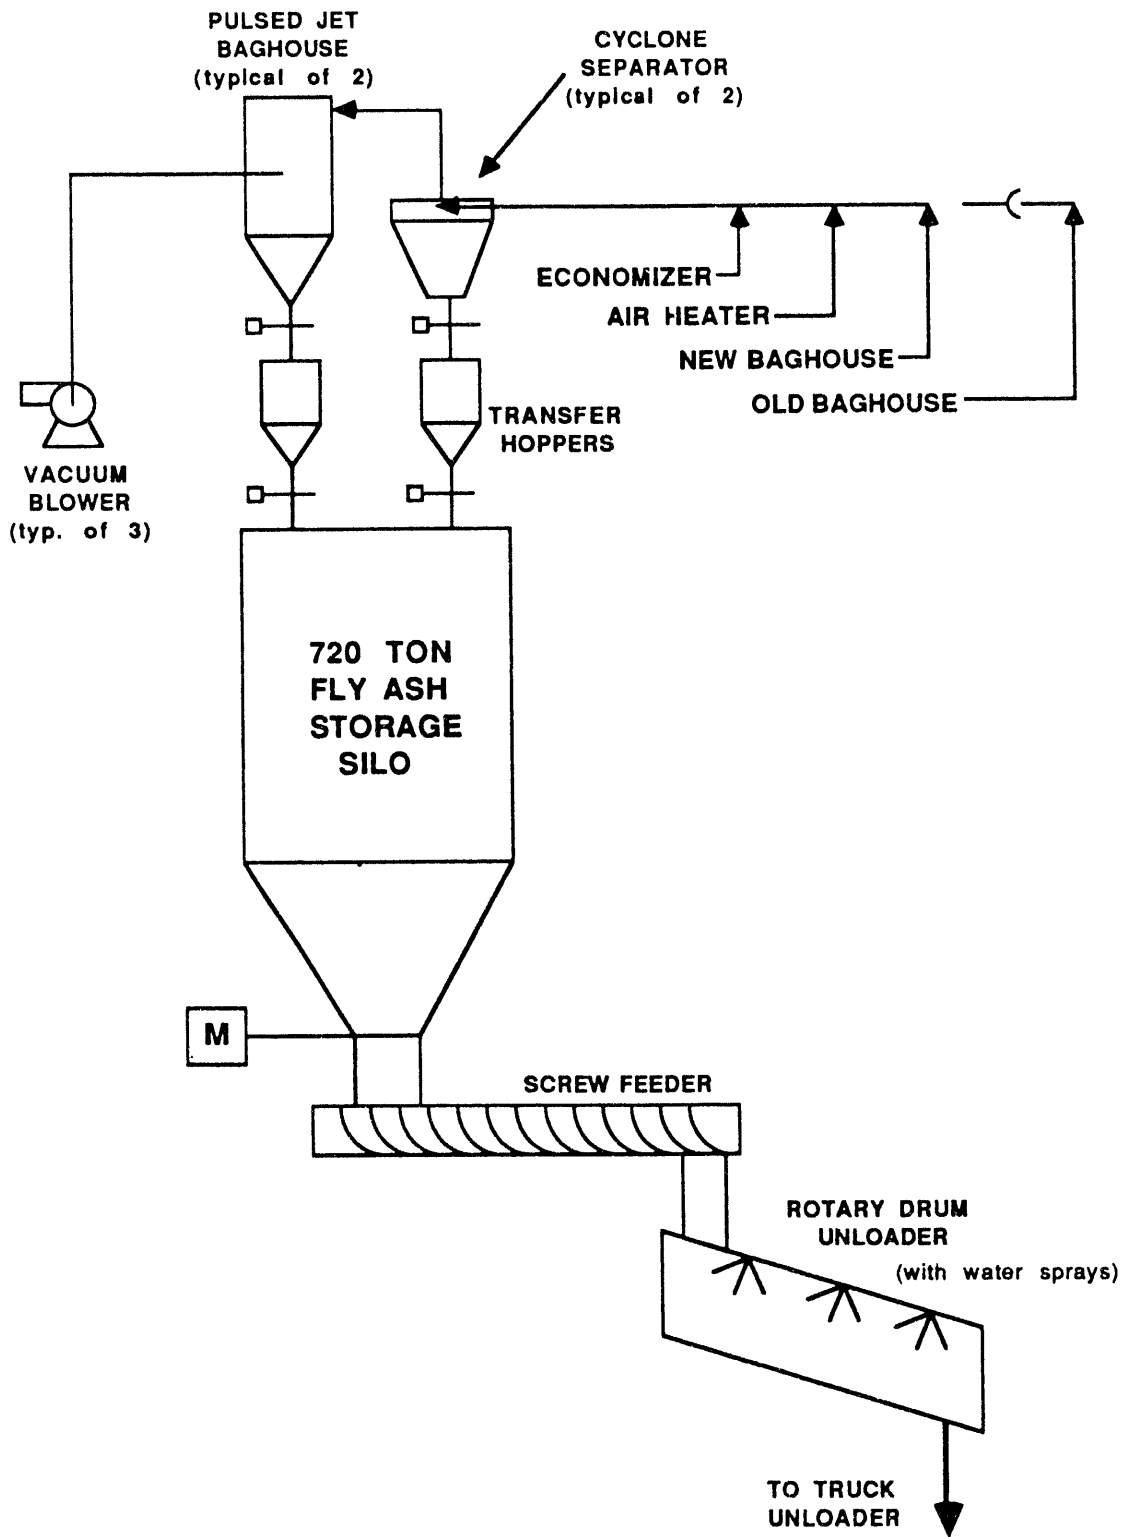 PULSED JET
BAGHOUSE
(typical of 2)
CYCLONE
SEPARATOR
(typical of 2)
ECONOMIZER
AIR HEATER
NEW BAGHOUSE
OLD BAGHOUSE
TRANSFER
HOPPERS
VACUUM
BLOWER
(typ. of 3)
720 TON
FLY ASH
STORAGE
SILO
M
SCREW FEEDER
ROTARY DRUM
UNLOADER
(with water sprays)
TO TRUCK
UNLOADER